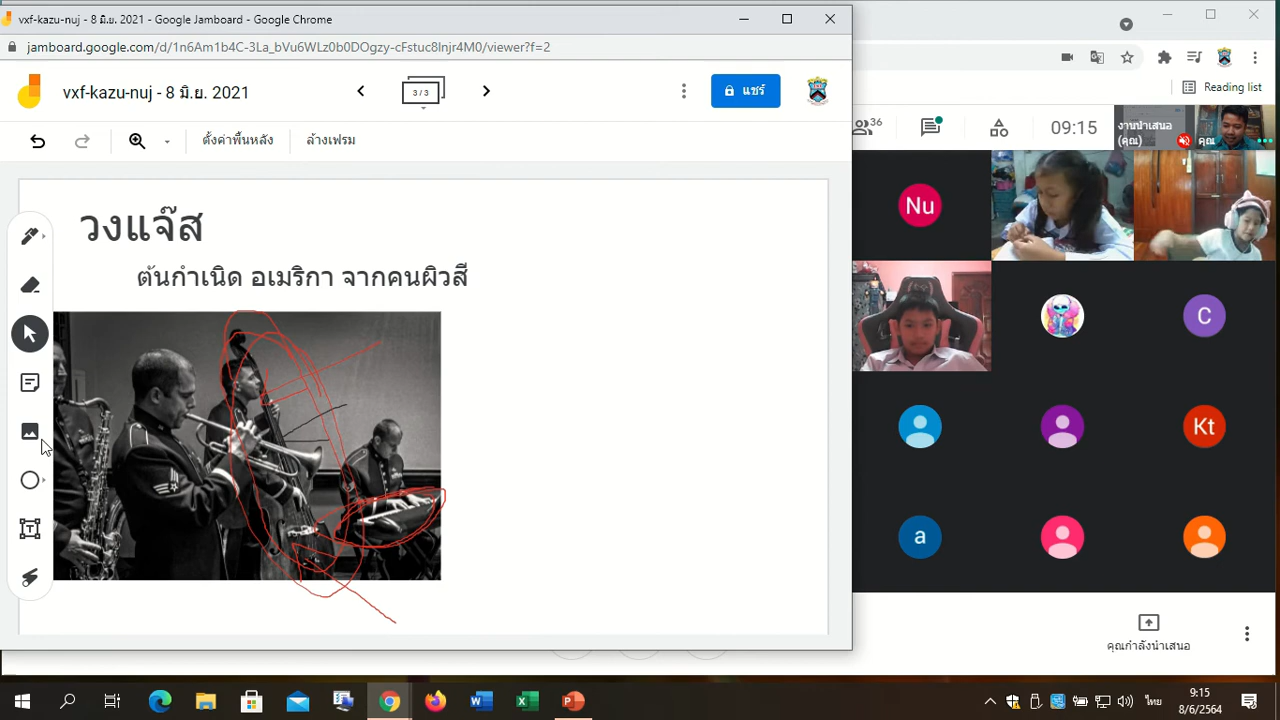 vxf-kazu-nuj - 8 มิ.ย. 2021 - Google Jamboard - Google Chrome
jamboard.google.com/d/1n6Am1b4C-3La_bVu6WLz0b0DOgzy-cFstuc8lnjr4M0/viewer?f=2
Reading list
vxf-kazu-nuj - 8 มิ.ย. 2021
3 / 3
แชร์
36
09:15
งานนำเสนอ
(คุณ)
คุณ
ตั้งค่าพื้นหลัง
ล้างเฟรม
วงแจ๊ส
ต้นกำเนิด อเมริกา จากคนผิวสี
Nu
C
Kt
a
คุณกำลังนำเสนอ
ไทย
9:15
8/6/2564